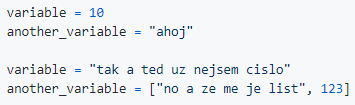 variable = 10
another_variable = "ahoj"
variable = "tak a ted uz nejsem cislo"
another_variable = ["no a ze me je list", 123]